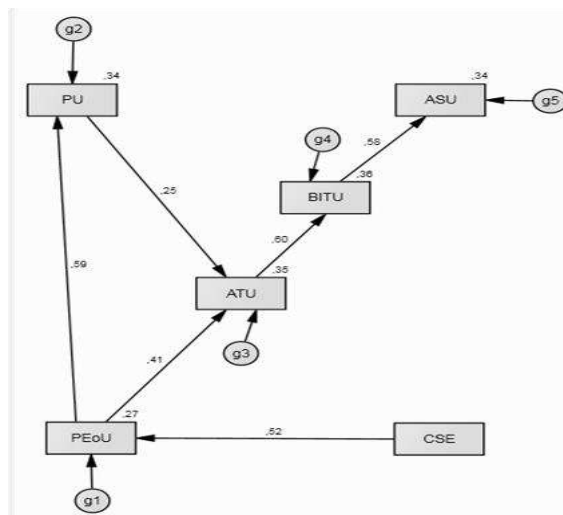 g2
,34
PU
,34
ASU
g5
g4
,58
,36
BITU
,25
,60
,35
ATU
,59
g3
,41
,27
PEoU
,52
CSE
g1